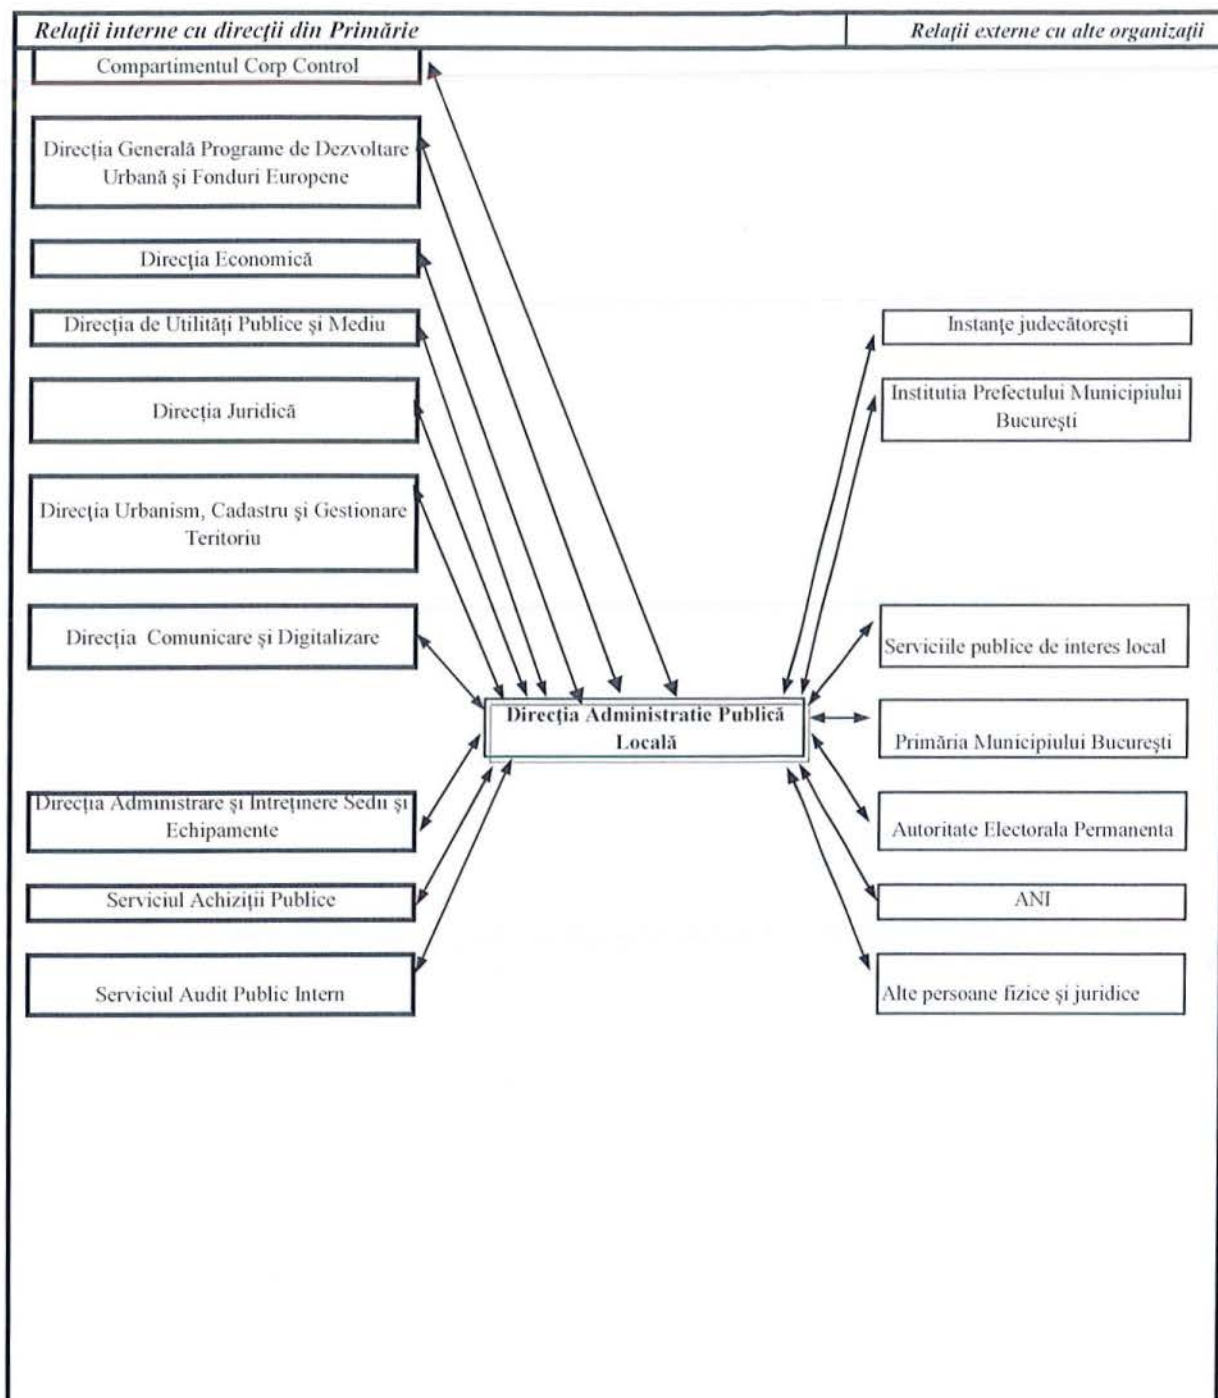 Relații interne cu direcții din Primărie
Relații externe cu alte organizații
Compartimentul Corp Control
Direcția Generală Programe de Dezvoltare
Urbană și Fonduri Europene
Direcția Economică
Direcția de Utilități Publice și Mediu
Direcția Juridică
Direcția Urbanism, Cadastru și Gestionare
Teritoriu
Direcția Comunicare și Digitalizare
Direcția Administrare și Intreținere Sedii și
Echipamente
Serviciul Achiziții Publice
Serviciul Audit Public Intern
Direcția Administratie Publică
Locală
Instanțe judecătorești
Institutia Prefectului Municipiului
București
Serviciile publice de interes local
Primăria Municipiului București
Autoritate Electorala Permanenta
ANI
Alte persoane fizice și juridice